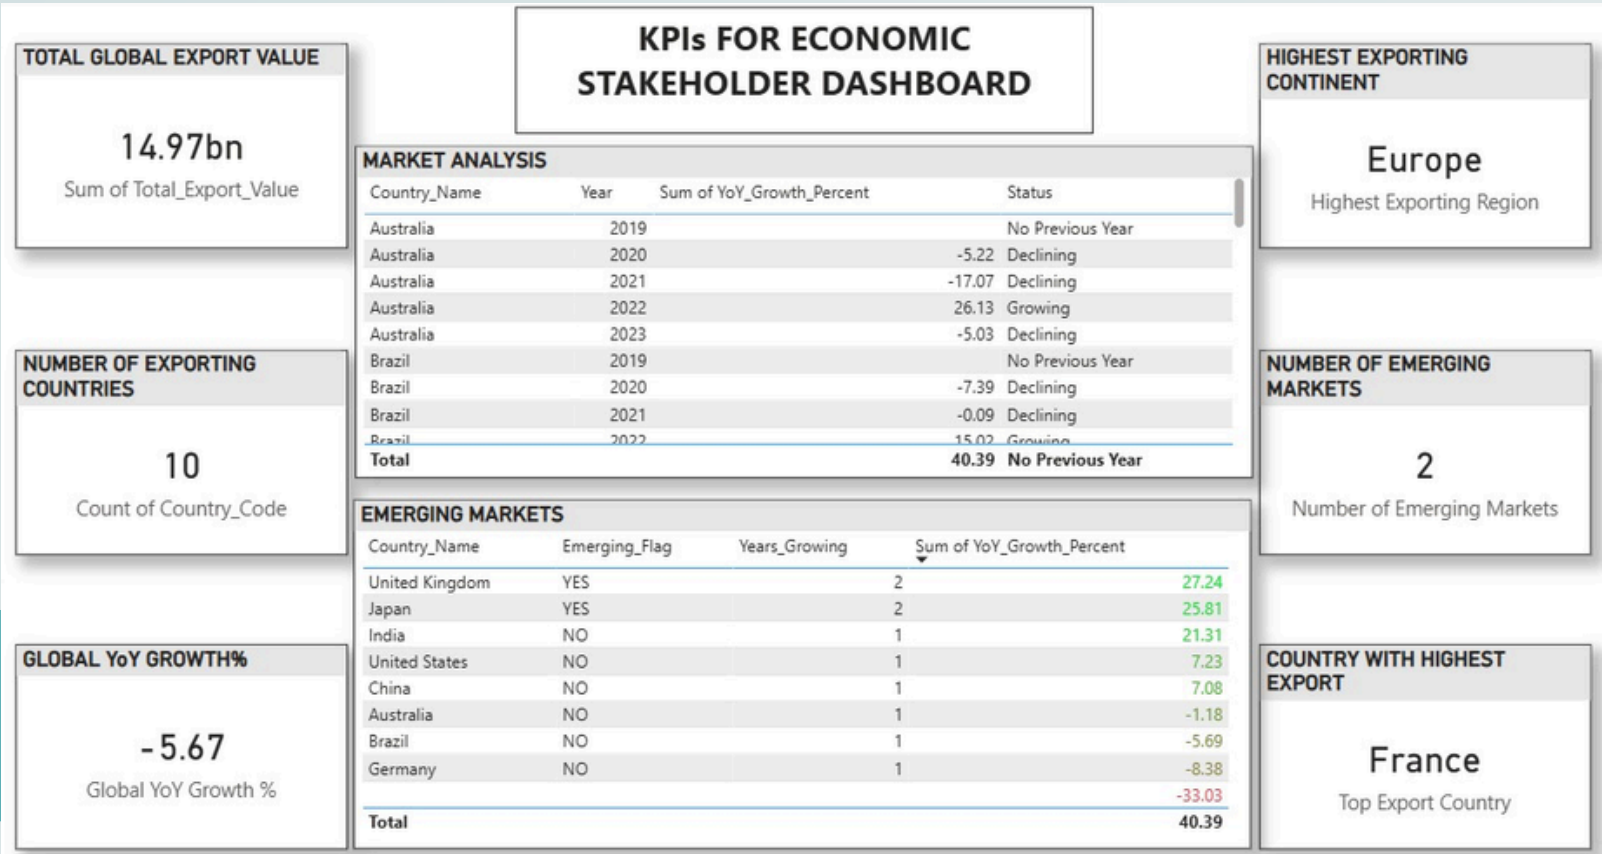 KPIs FOR ECONOMIC
STAKEHOLDER DASHBOARD
TOTAL GLOBAL EXPORT VALUE
14.97bn
Sum of Total_Export_Value
NUMBER OF EXPORTING
COUNTRIES
10
Count of Country_Code
GLOBAL YoY GROWTH%
-5.67
Global YoY Growth %
MARKET ANALYSIS
Country_Name Year Sum of YoY_Growth_Percent Status
Australia 2019 No Previous Year
Australia 2020 -5.22 Declining
Australia 2021 -17.07 Declining
Australia 2022 26.13 Growing
Australia 2023 -5.03 Declining
Brazil 2019 No Previous Year
Brazil 2020 -7.39 Declining
Brazil 2021 -0.09 Declining
Brazil 2022 15.02 Growing
Total 40.39 No Previous Year
EMERGING MARKETS
Country_Name Emerging_Flag Years_Growing Sum of YoY_Growth_Percent
United Kingdom YES 2 27.24
Japan YES 2 25.81
India NO 1 21.31
United States NO 1 7.23
China NO 1 7.08
Australia NO 1 -1.18
Brazil NO 1 -5.69
Germany NO 1 -8.38
-33.03
Total 40.39
HIGHEST EXPORTING
CONTINENT
Europe
Highest Exporting Region
NUMBER OF EMERGING
MARKETS
2
Number of Emerging Markets
COUNTRY WITH HIGHEST
EXPORT
France
Top Export Country